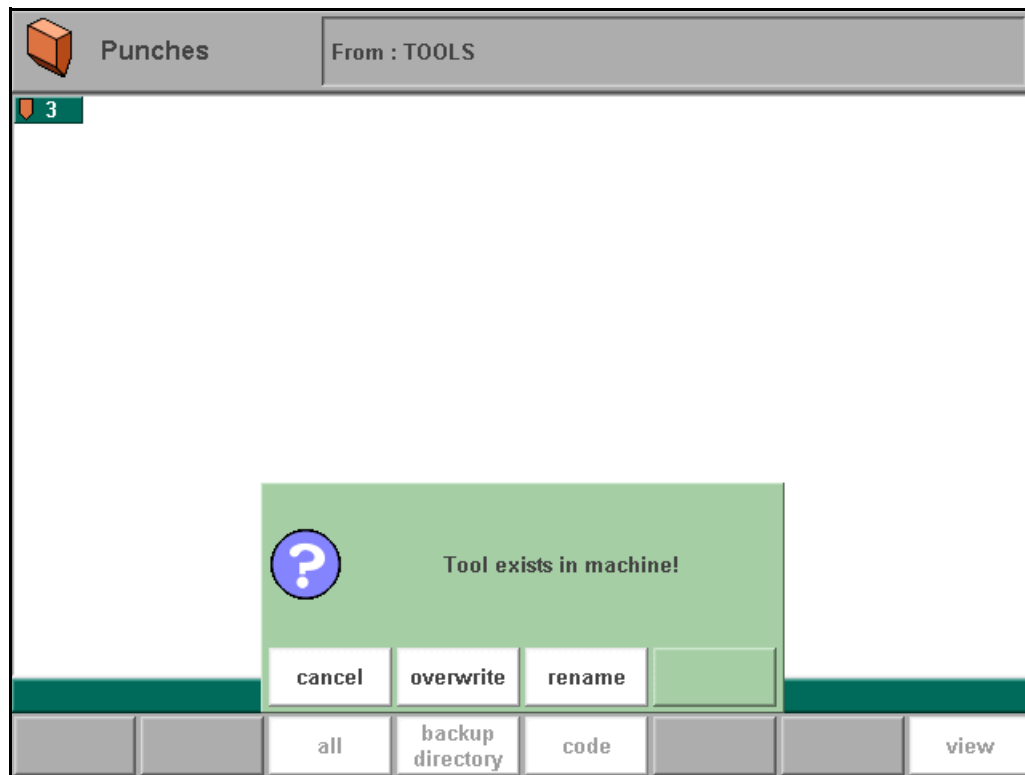 Punches
From : TOOLS
3
?
Tool exists in machine!
cancel overwrite rename
all backup directory code view